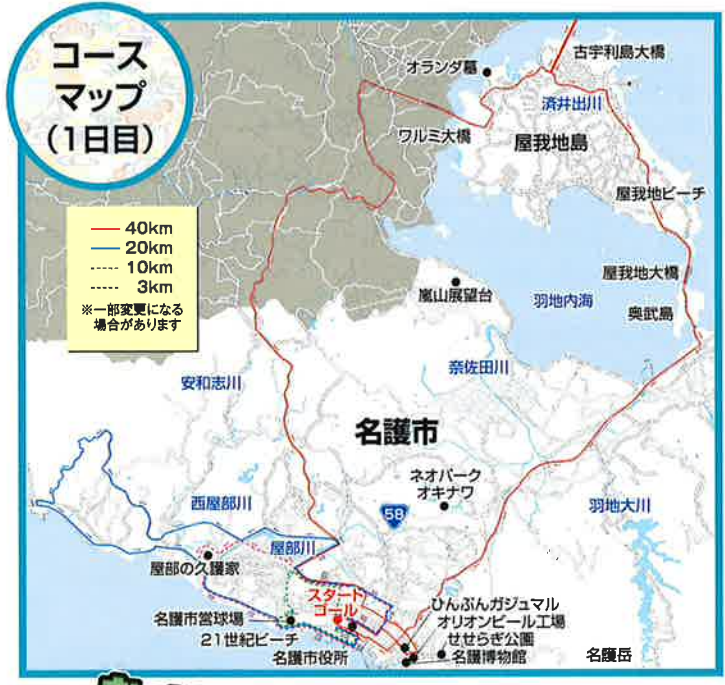 コース
マップ
(1日目)
40km
20km
10km
3km
※一部変更になる
場合があります
古宇利島大橋
オランダ墓
済井出川
ワルミ大橋
屋我地島
屋我地ビーチ
屋我地大橋
嵐山展望台
羽地内海
奥武島
安和志川
奈佐田川
名護市
ネオパーク
オキナワ
58
西屋部川
羽地大川
屋部川
屋部の久護家
スタート
ゴール
ひんぷんガジュマル
名護市営球場
オリオンビール工場
21世紀ビーチ
せせらぎ公園
名護市役所
名護博物館
名護岳